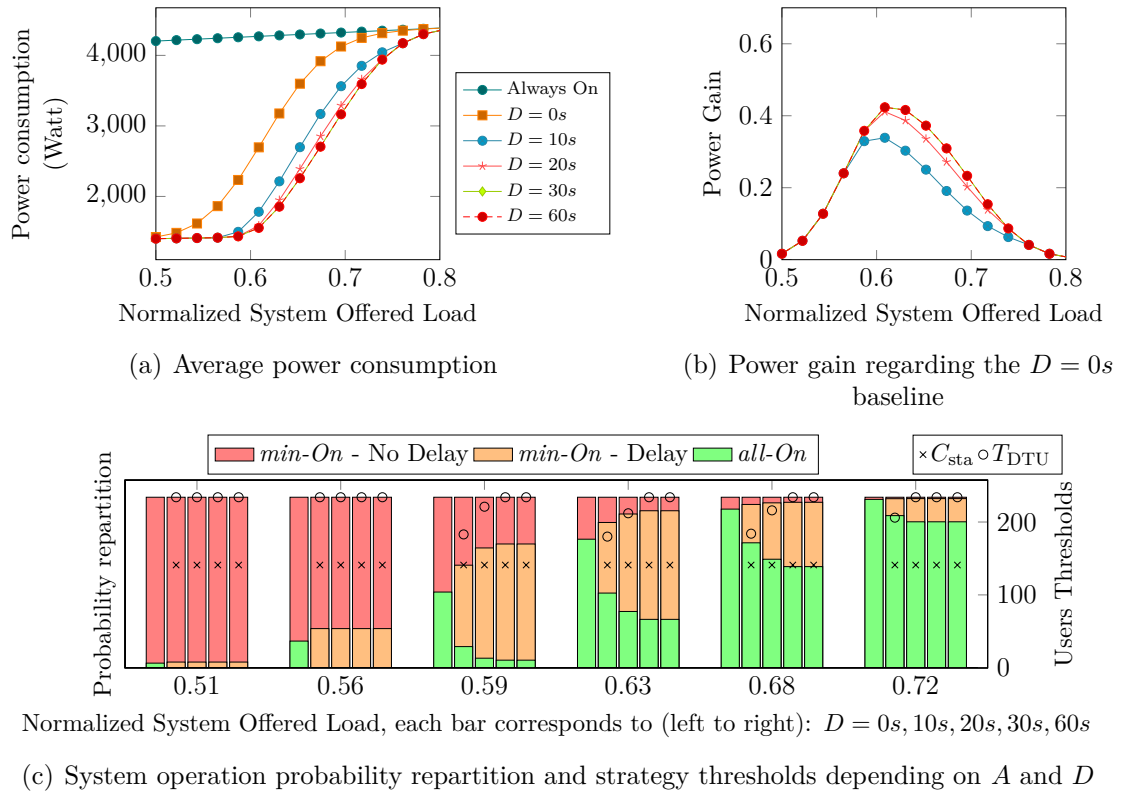 4,000
3,000
2,000
Power consumption
(Watt)
0.5 0.6 0.7 0.8
Normalized System Offered Load
Always On
D = 0s
D = 10s
D = 20s
D = 30s
D = 60s
(a) Average power consumption
0.6
0.4
0.2
0
Power Gain
0.5 0.6 0.7 0.8
Normalized System Offered Load
(b) Power gain regarding the D = 0s
baseline
min-On - No Delay min-On - Delay all-On
× C_sta ○ T_DTU
Probability repartition
200
100
0
Users Thresholds
0.51 0.56 0.59 0.63 0.68 0.72
Normalized System Offered Load, each bar corresponds to (left to right): D = 0s, 10s, 20s, 30s, 60s
(c) System operation probability repartition and strategy thresholds depending on A and D